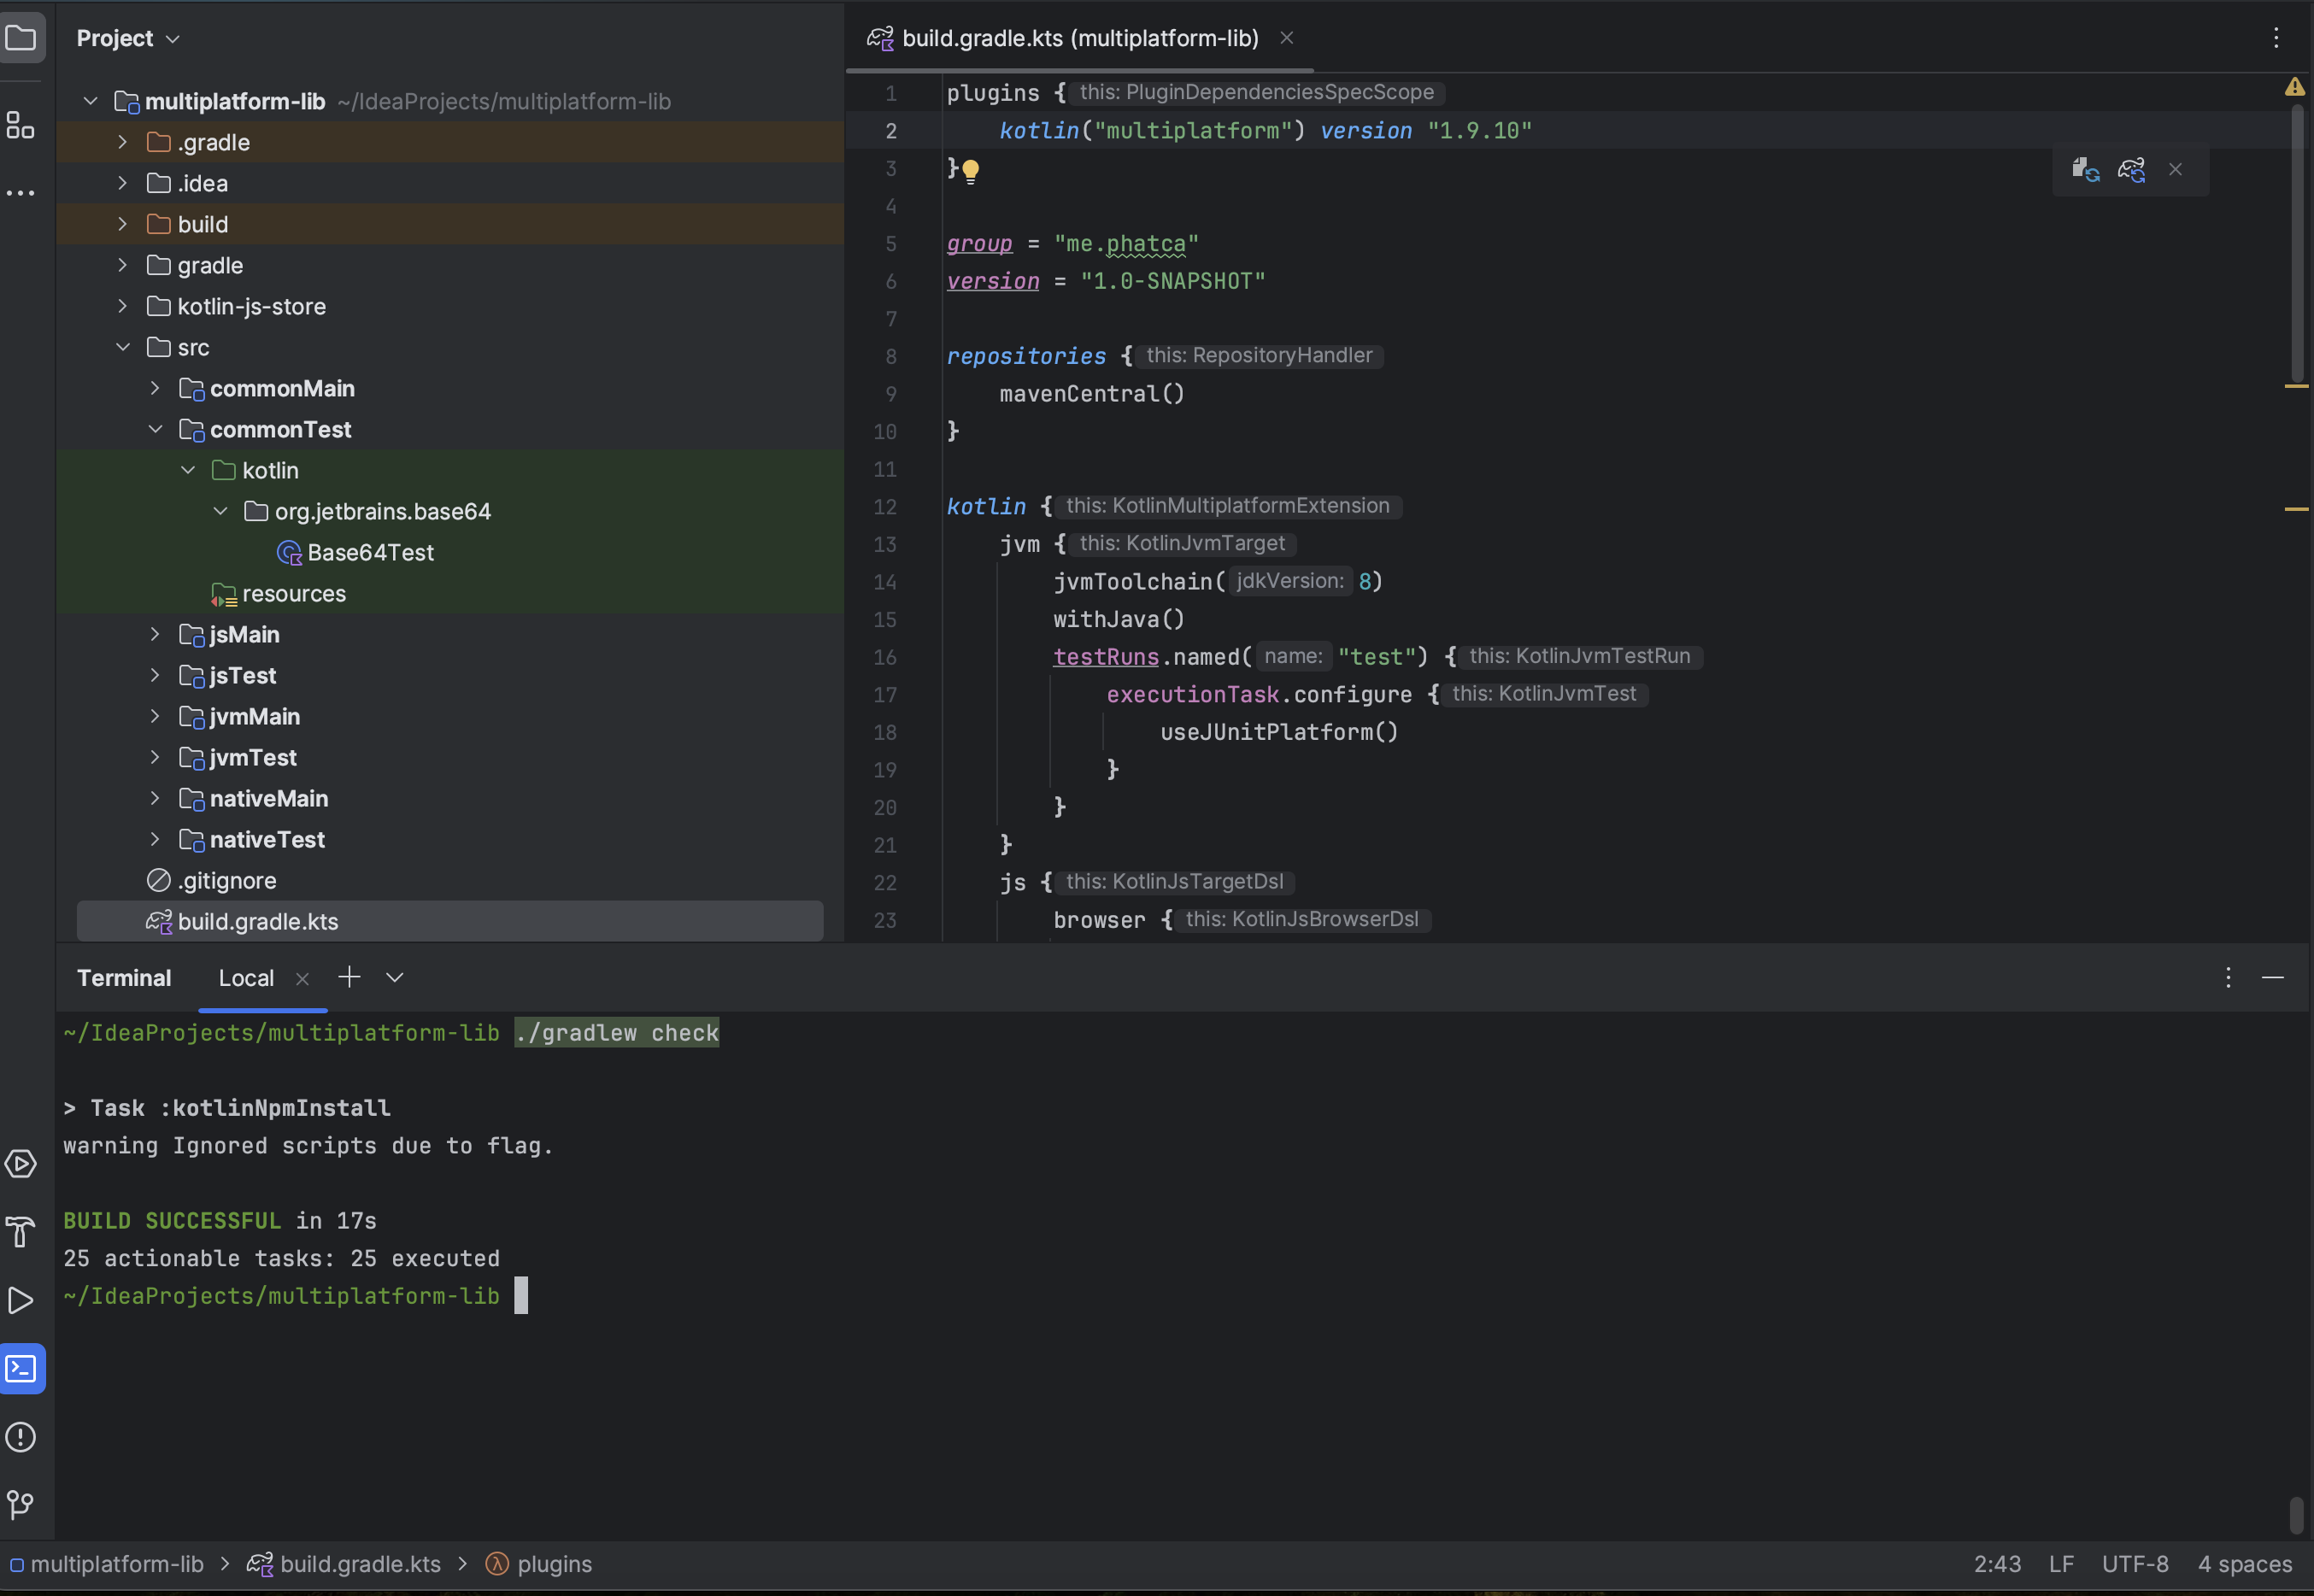 Project
multiplatform-lib ~/IdeaProjects/multiplatform-lib
.gradle
.idea
build
gradle
kotlin-js-store
src
commonMain
commonTest
kotlin
org.jetbrains.base64
Base64Test
resources
jsMain
jsTest
jvmMain
jvmTest
nativeMain
nativeTest
.gitignore
build.gradle.kts
build.gradle.kts (multiplatform-lib)
1 plugins { this: PluginDependenciesSpecScope
2 kotlin("multiplatform") version "1.9.10"
3 }
4
5 group = "me.phatca"
6 version = "1.0-SNAPSHOT"
7
8 repositories { this: RepositoryHandler
9 mavenCentral()
10 }
11
12 kotlin { this: KotlinMultiplatformExtension
13 jvm { this: KotlinJvmTarget
14 jvmToolchain( jdkVersion: 8)
15 withJava()
16 testRuns.named( name: "test") { this: KotlinJvmTestRun
17 executionTask.configure { this: KotlinJvmTest
18 useJUnitPlatform()
19 }
20 }
21 }
22 js { this: KotlinJsTargetDsl
23 browser { this: KotlinJsBrowserDsl
Terminal Local
~/IdeaProjects/multiplatform-lib ./gradlew check
> Task :kotlinNpmInstall
warning Ignored scripts due to flag.
BUILD SUCCESSFUL in 17s
25 actionable tasks: 25 executed
~/IdeaProjects/multiplatform-lib
multiplatform-lib > build.gradle.kts > plugins
2:43 LF UTF-8 4 spaces